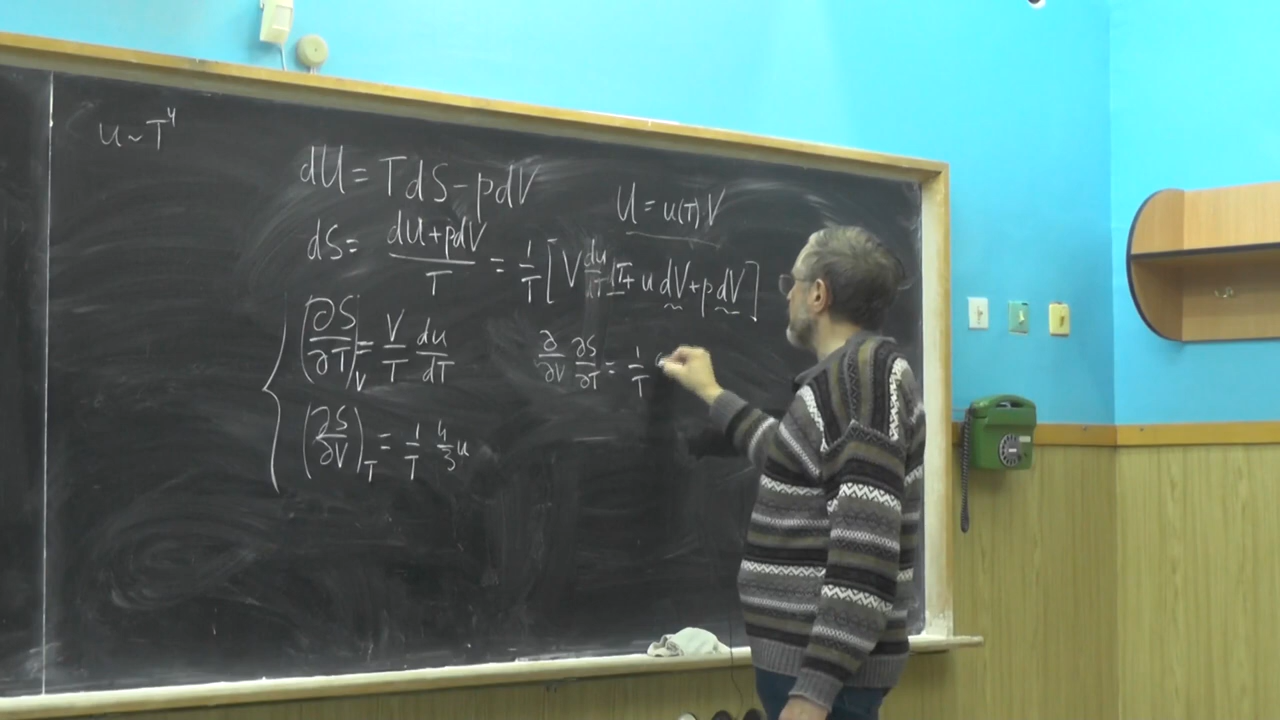 u ~ T⁴
dU = TdS - pdV
U = u(T)V
dS = (dU + pdV)/T = 1/T [V du/dT dT + u dV + p dV]
(∂S/∂T)_V = V/T du/dT
∂/∂V ∂S/∂T = 1/T
(∂S/∂V)_T = 1/T 4/3 u